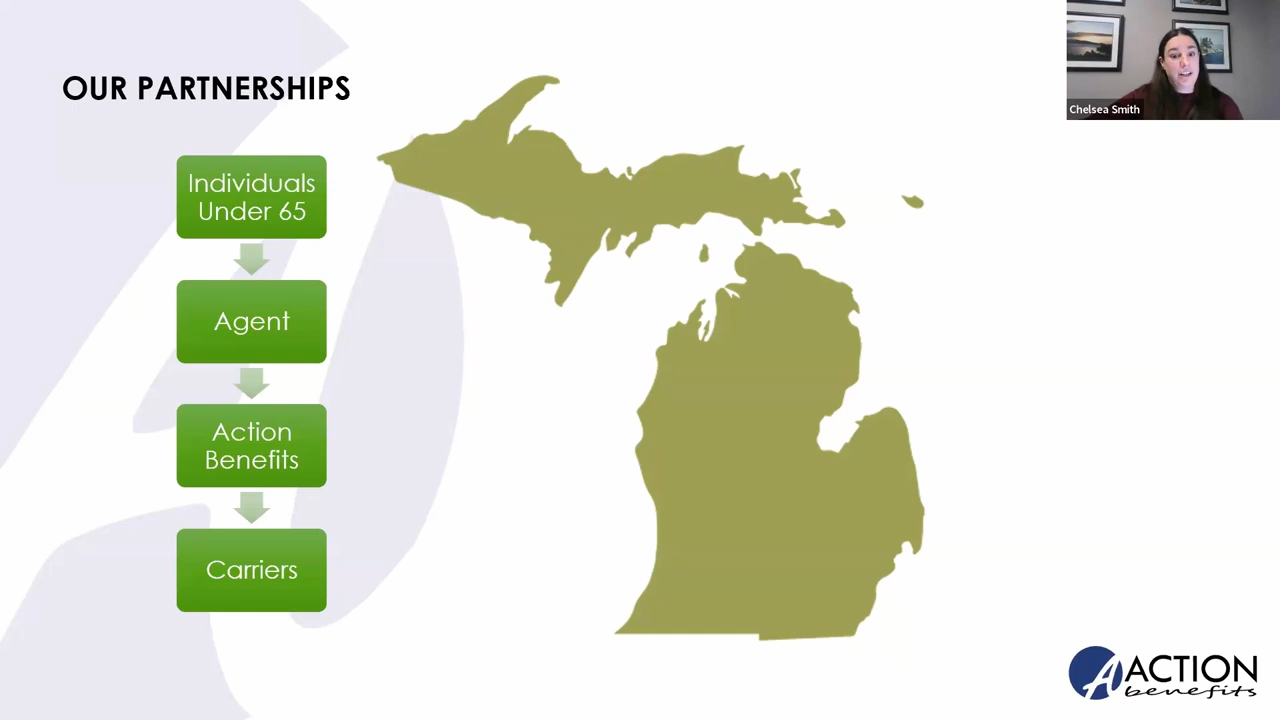 OUR PARTNERSHIPS
Individuals
Under 65
Agent
Action
Benefits
Carriers
Chelsea Smith
A ACTION
benefits